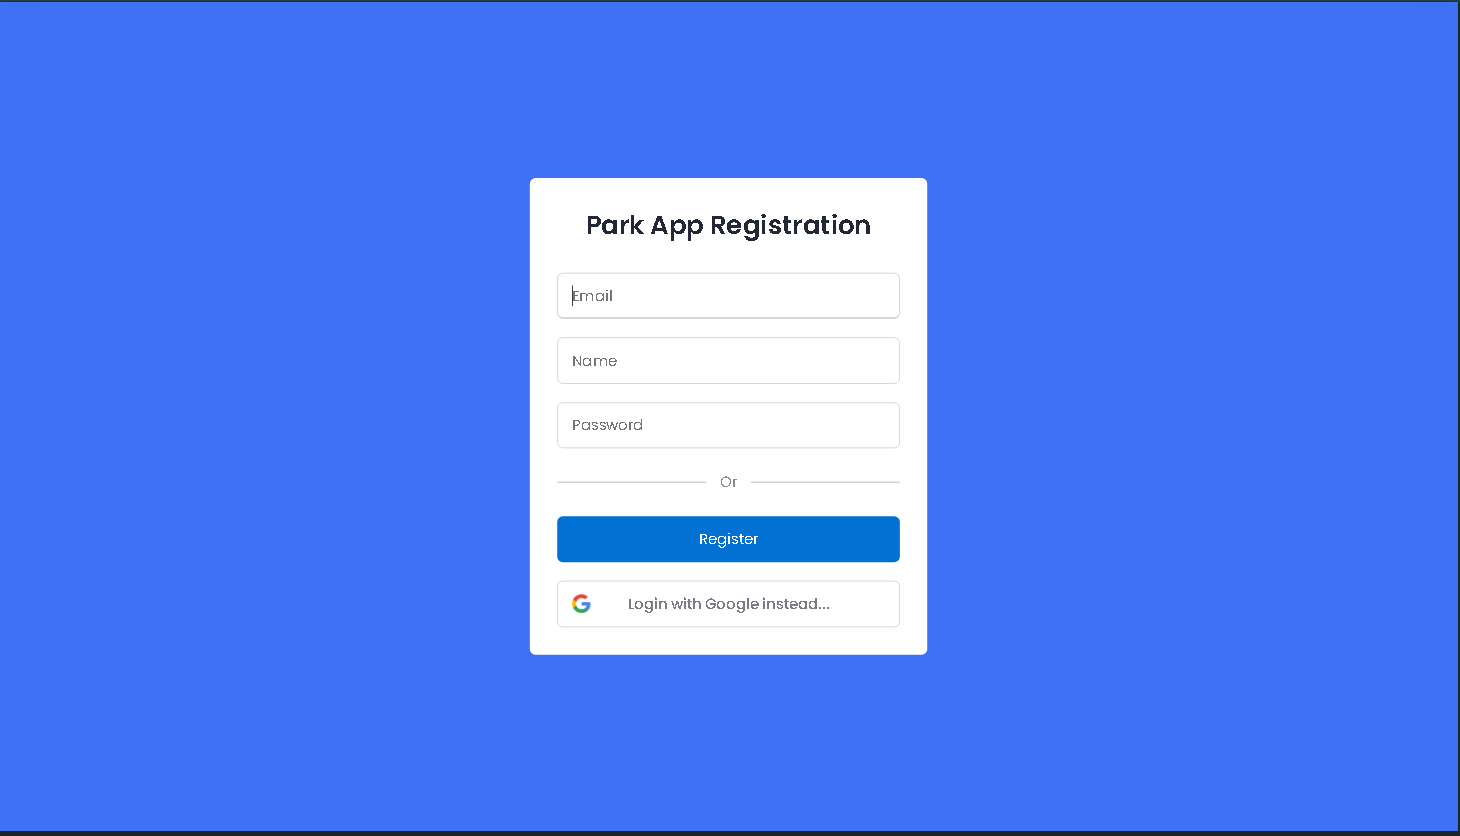 Park App Registration
Email
Name
Password
Or
Register
Login with Google instead...